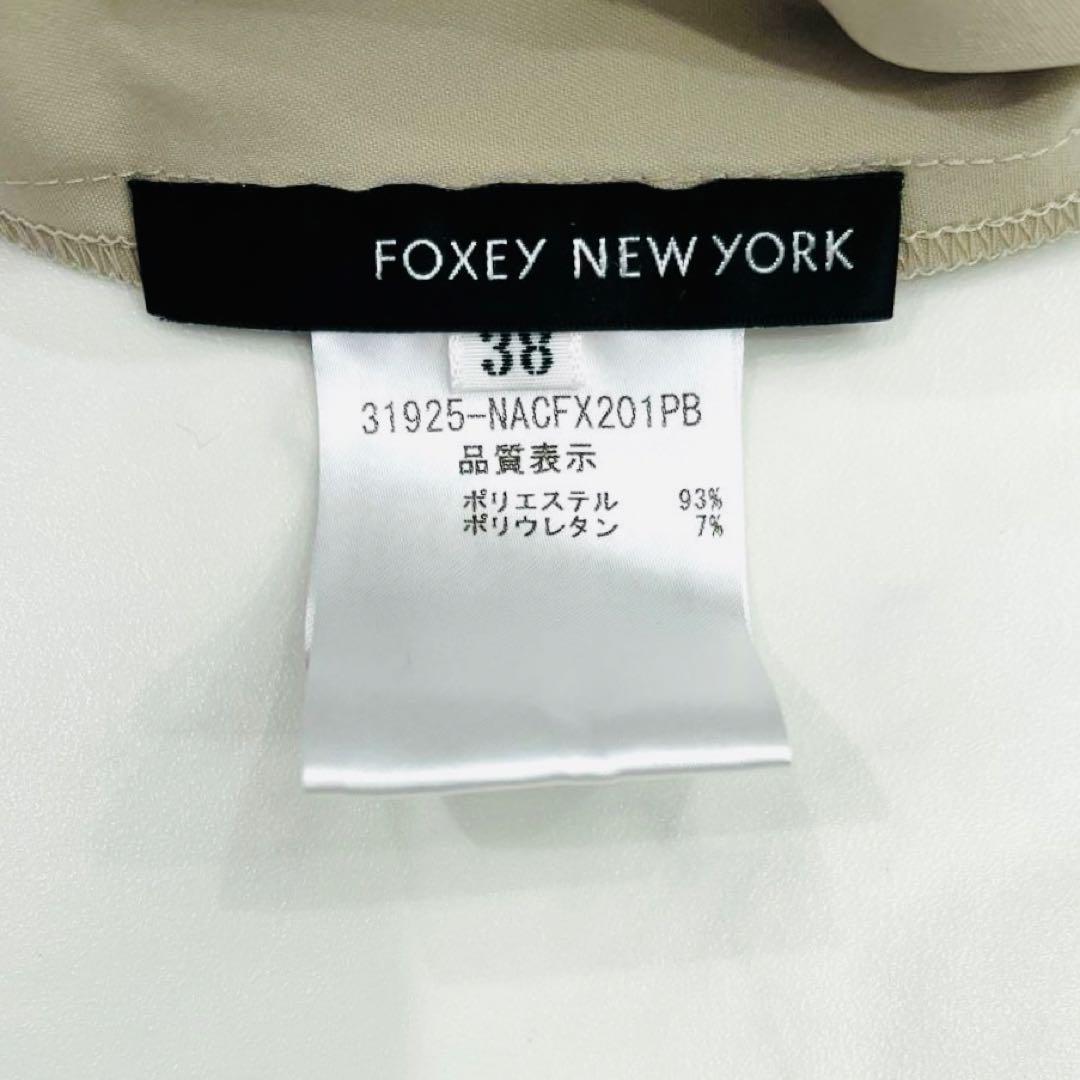 FOXEY NEW YORK
38
31925-NACFX201PB
品質表示
ポリエステル 93%
ポリウレタン 7%